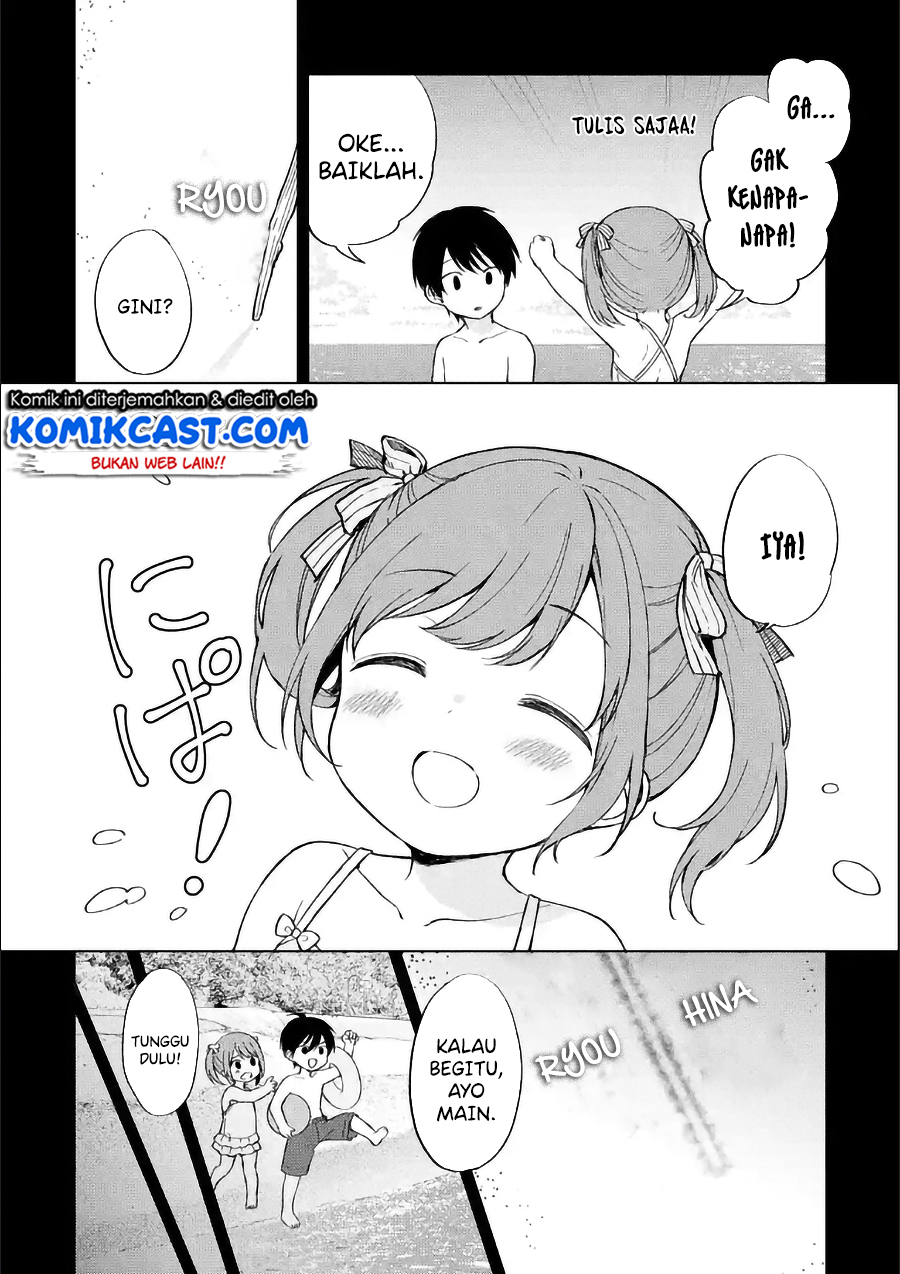 GA...
GAK
KENAPA-
NAPA!
TULIS SAJAA!
OKE...
BAIKLAH.
RYOU
GINI?
Komik ini diterjemahkan & diedit oleh
KOMIKCAST.COM
BUKAN WEB LAIN!!
IYA!
にぱ!
HINA
RYOU
KALAU
BEGITU,
AYO
MAIN.
TUNGGU
DULU!